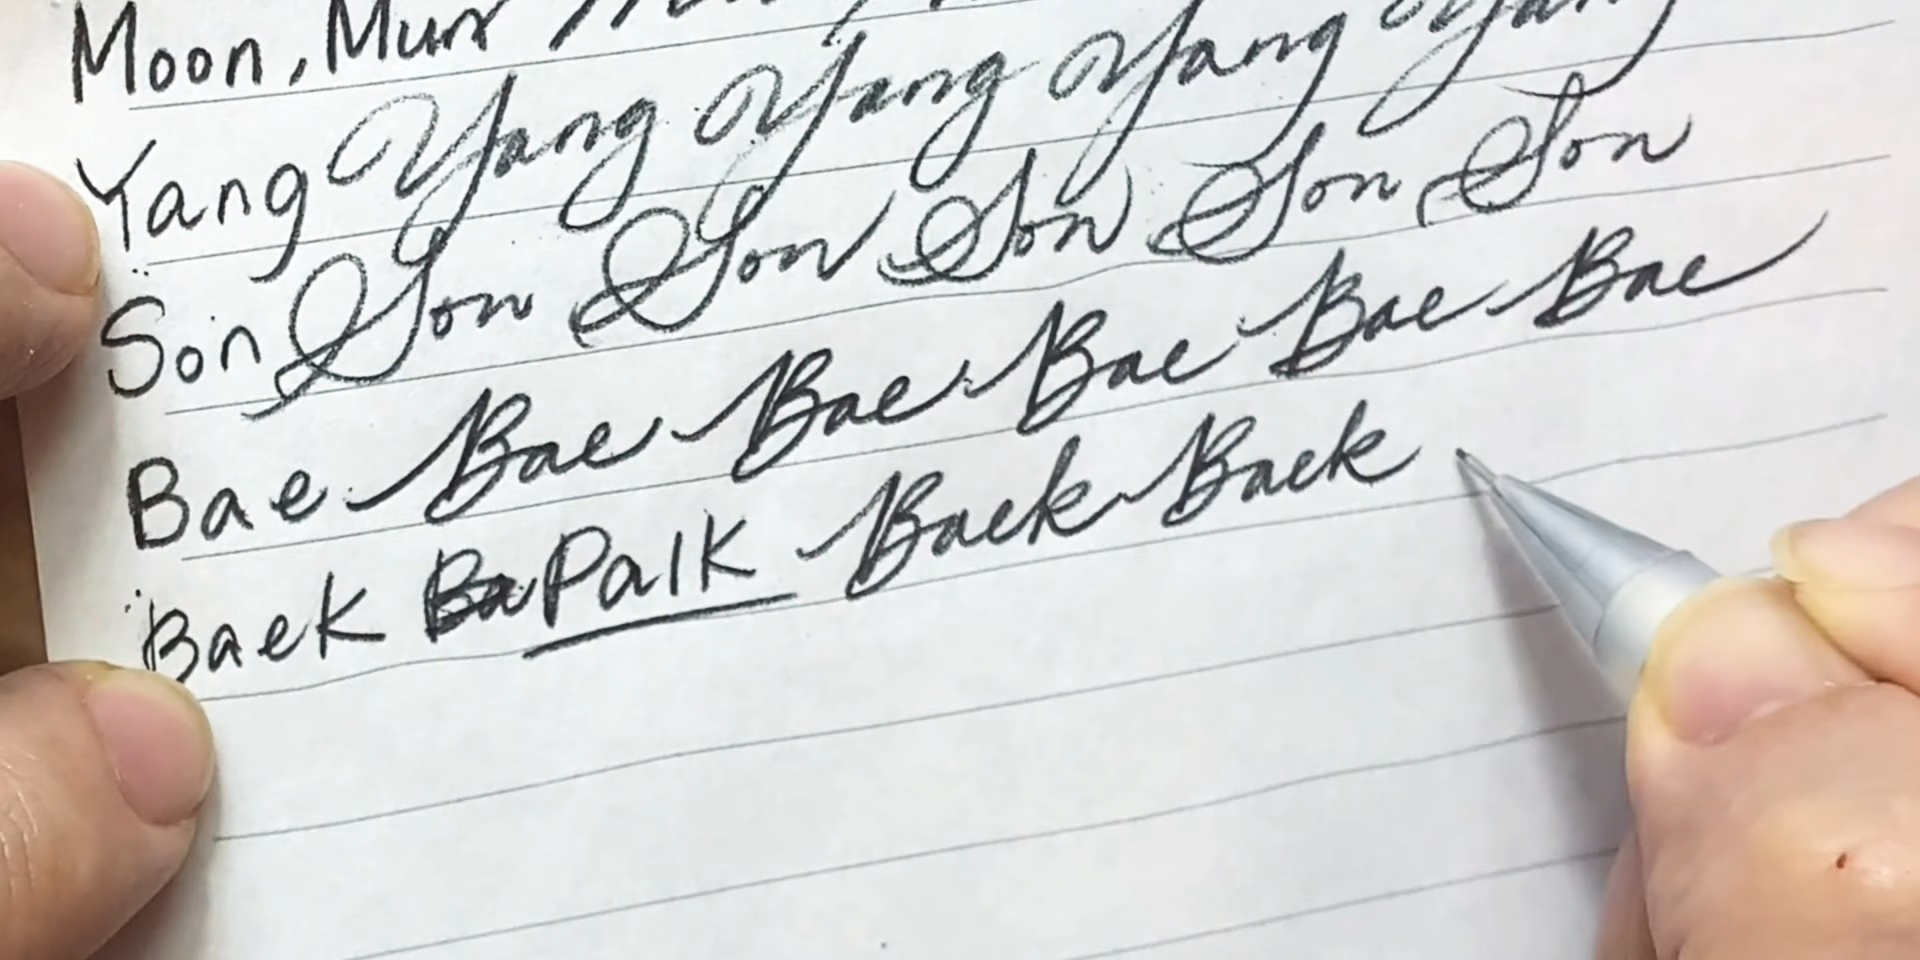 Moon, Mun
Yang Yang Yang Yang Yang
Son Son Son Son Son Son
Bae Bae Bae Bae Bae Bae
Baek Paik Baek Baek